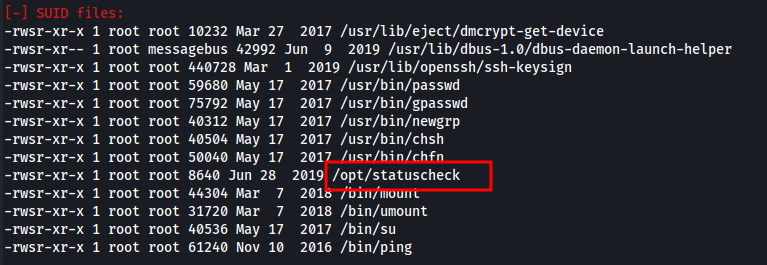 [-] SUID files:
-rwsr-xr-x 1 root root 10232 Mar 27  2017 /usr/lib/eject/dmcrypt-get-device
-rwsr-xr-- 1 root messagebus 42992 Jun  9  2019 /usr/lib/dbus-1.0/dbus-daemon-launch-helper
-rwsr-xr-x 1 root root 440728 Mar  1  2019 /usr/lib/openssh/ssh-keysign
-rwsr-xr-x 1 root root 59680 May 17  2017 /usr/bin/passwd
-rwsr-xr-x 1 root root 75792 May 17  2017 /usr/bin/gpasswd
-rwsr-xr-x 1 root root 40312 May 17  2017 /usr/bin/newgrp
-rwsr-xr-x 1 root root 40504 May 17  2017 /usr/bin/chsh
-rwsr-xr-x 1 root root 50040 May 17  2017 /usr/bin/chfn
-rwsr-xr-x 1 root root 8640 Jun 28  2019 /opt/statuscheck
-rwsr-xr-x 1 root root 44304 Mar  7  2018 /bin/mount
-rwsr-xr-x 1 root root 31720 Mar  7  2018 /bin/umount
-rwsr-xr-x 1 root root 40536 May 17  2017 /bin/su
-rwsr-xr-x 1 root root 61240 Nov 10  2016 /bin/ping